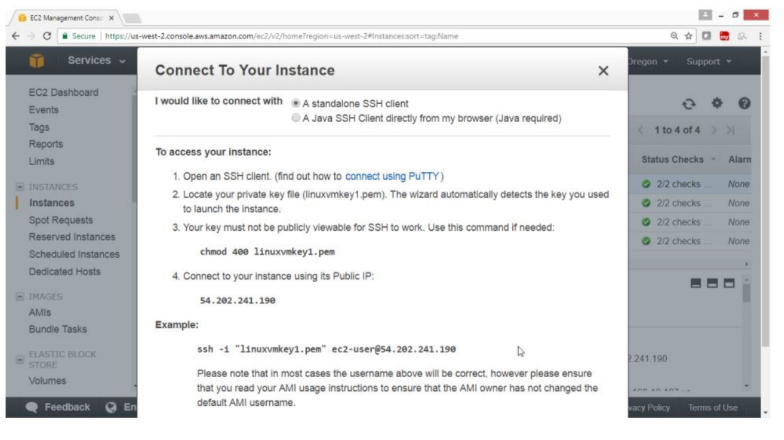 EC2 Management Consol
Secure https://us-west-2.console.aws.amazon.com/ec2/v2/home?region=us-west-2#Instances:sort=tag:Name
Services
Oregon Support
EC2 Dashboard
Events
Tags
Reports
Limits
INSTANCES
Instances
Spot Requests
Reserved Instances
Scheduled Instances
Dedicated Hosts
IMAGES
AMIs
Bundle Tasks
ELASTIC BLOCK
STORE
Volumes
Connect To Your Instance
I would like to connect with A standalone SSH client
A Java SSH Client directly from my browser (Java required)
To access your instance:
1. Open an SSH client. (find out how to connect using PuTTY )
2. Locate your private key file (linuxvmkey1.pem). The wizard automatically detects the key you used
to launch the instance.
3. Your key must not be publicly viewable for SSH to work. Use this command if needed:
chmod 400 linuxvmkey1.pem
4. Connect to your instance using its Public IP:
54.202.241.190
Example:
ssh -i "linuxvmkey1.pem" ec2-user@54.202.241.190
Please note that in most cases the username above will be correct, however please ensure
that you read your AMI usage instructions to ensure that the AMI owner has not changed the
default AMI username.
1 to 4 of 4
Status Checks Alarm
2/2 checks ... None
2/2 checks ... None
2/2 checks ... None
2/2 checks ... None
2.241.190
Feedback En
vacy Policy Terms of Use